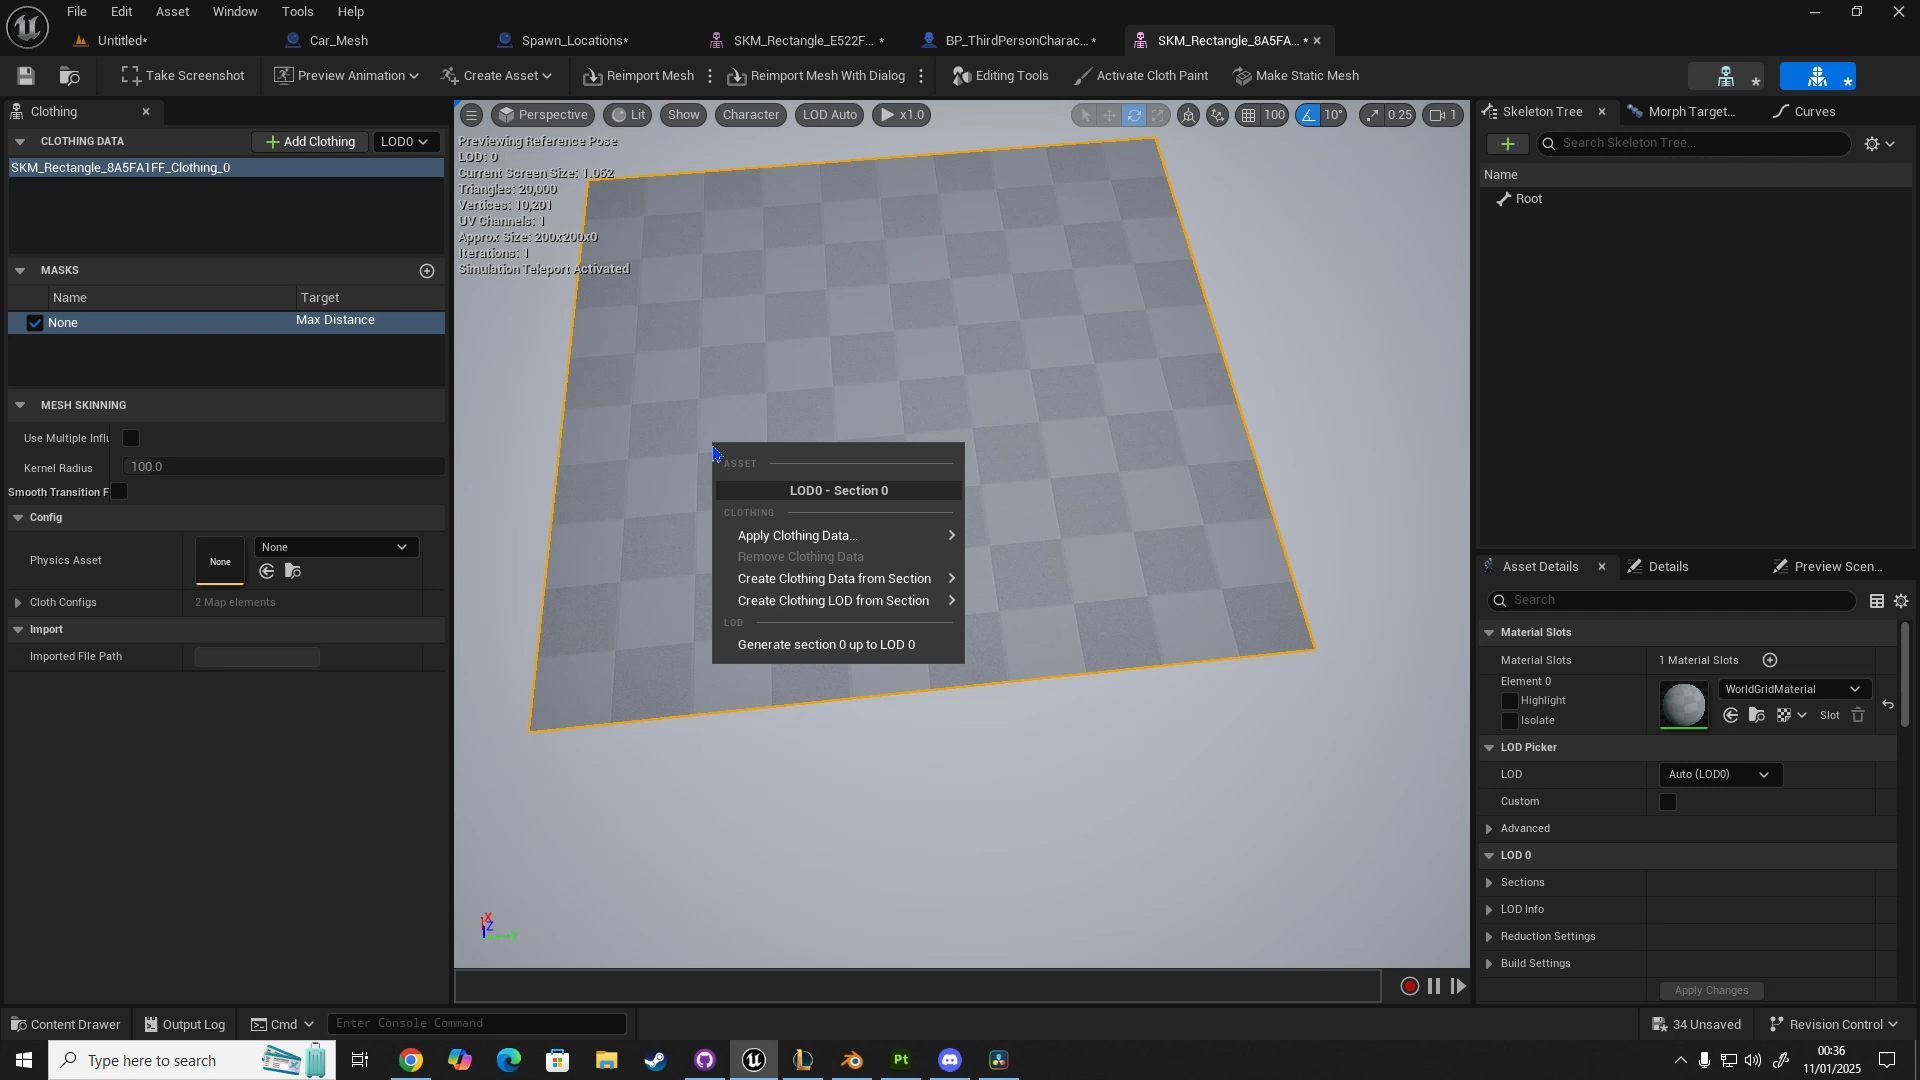 File Edit Asset Window Tools Help
Untitled*
Car_Mesh
Spawn_Locations*
SKM_Rectangle_E522F... *
BP_ThirdPersonCharac... *
SKM_Rectangle_8A5FA... *
Take Screenshot
Preview Animation
Create Asset
Reimport Mesh
Reimport Mesh With Dialog
Editing Tools
Activate Cloth Paint
Make Static Mesh
Clothing
CLOTHING DATA
Add Clothing
LOD0
SKM_Rectangle_8A5FA1FF_Clothing_0
MASKS
Name Target
None Max Distance
MESH SKINNING
Use Multiple Influ
Kernel Radius 100.0
Smooth Transition F
Config
Physics Asset
None
None
Cloth Configs 2 Map elements
Import
Imported File Path
Perspective
Lit
Show
Character
LOD Auto
x1.0
100
10°
0.25
1
Previewing Reference Pose
LOD: 0
Current Screen Size: 1.062
Triangles: 20,000
Vertices: 10,201
UV Channels: 1
Approx Size: 200x200x0
Iterations: 1
Simulation Teleport Activated
ASSET
LOD0 - Section 0
CLOTHING
Apply Clothing Data...
Remove Clothing Data
Create Clothing Data from Section
Create Clothing LOD from Section
LOD
Generate section 0 up to LOD 0
X
Z
Y
Skeleton Tree
Morph Target...
Curves
Search Skeleton Tree...
Name
Root
Asset Details
Details
Preview Scen...
Search
Material Slots
Material Slots 1 Material Slots
Element 0
Highlight
Isolate
WorldGridMaterial
Slot
LOD Picker
LOD Auto (LOD0)
Custom
Advanced
LOD 0
Sections
LOD Info
Reduction Settings
Build Settings
Apply Changes
Content Drawer
Output Log
Cmd
Enter Console Command
34 Unsaved
Revision Control
Type here to search
Pt
00:36
11/01/2025